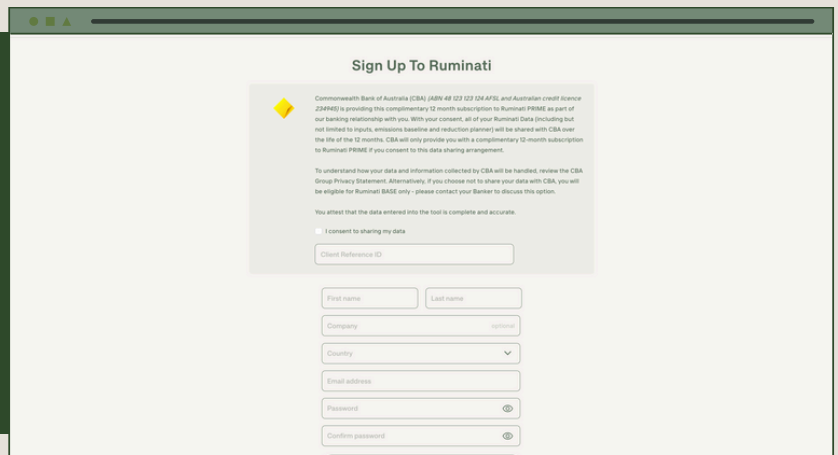 Sign Up To Ruminati
Commonwealth Bank of Australia (CBA) (ABN 48 123 123 124 AFSL and Australian credit licence
234945) is providing this complimentary 12 month subscription to Ruminati PRIME as part of
our banking relationship with you. With your consent, all of your Ruminati Data (including but
not limited to inputs, emissions baseline and reduction planner) will be shared with CBA over
the life of the 12 months. CBA will only provide you with a complimentary 12-month subscription
to Ruminati PRIME if you consent to this data sharing arrangement.
To understand how your data and information collected by CBA will be handled, review the CBA
Group Privacy Statement. Alternatively, if you choose not to share your data with CBA, you will
be eligible for Ruminati BASE only - please contact your Banker to discuss this option.
You attest that the data entered into the tool is complete and accurate.
I consent to sharing my data
Client Reference ID
First name Last name
Company optional
Country
Email address
Password
Confirm password